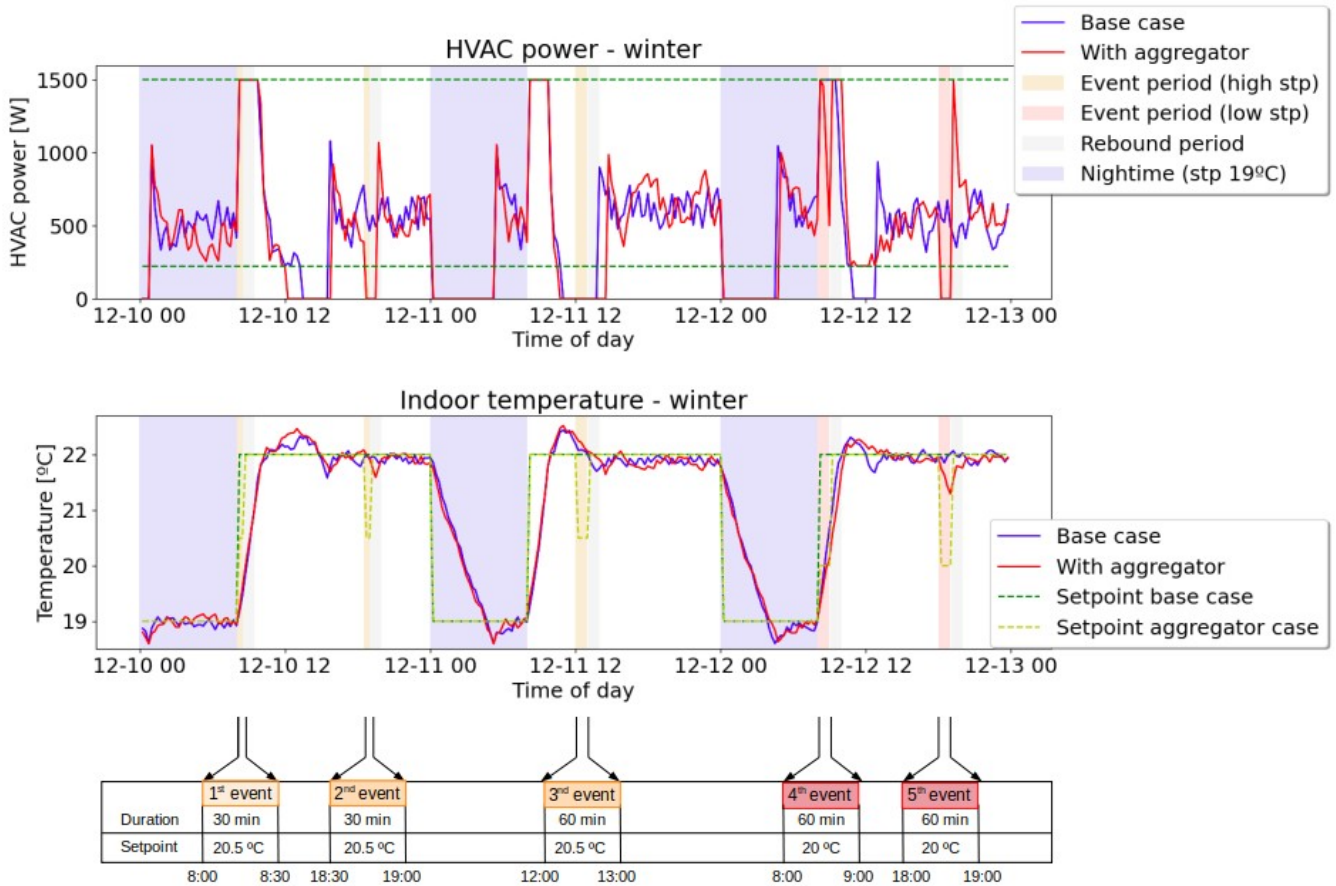 Base case
With aggregator
Event period (high stp)
Event period (low stp)
Rebound period
Nightime (stp 19ºC)
HVAC power - winter
HVAC power [W]
1500
1000
500
0
12-10 00 12-10 12 12-11 00 12-11 12 12-12 00 12-12 12 12-13 00
Time of day
Indoor temperature - winter
Temperature [ºC]
22
21
20
19
12-10 00 12-10 12 12-11 00 12-11 12 12-12 00 12-12 12 12-13 00
Time of day
Base case
With aggregator
Setpoint base case
Setpoint aggregator case
1st event 2nd event 3nd event 4th event 5th event
Duration 30 min 30 min 60 min 60 min 60 min
Setpoint 20.5 ºC 20.5 ºC 20.5 ºC 20 ºC 20 ºC
8:00 8:30 18:30 19:00 12:00 13:00 8:00 9:00 18:00 19:00